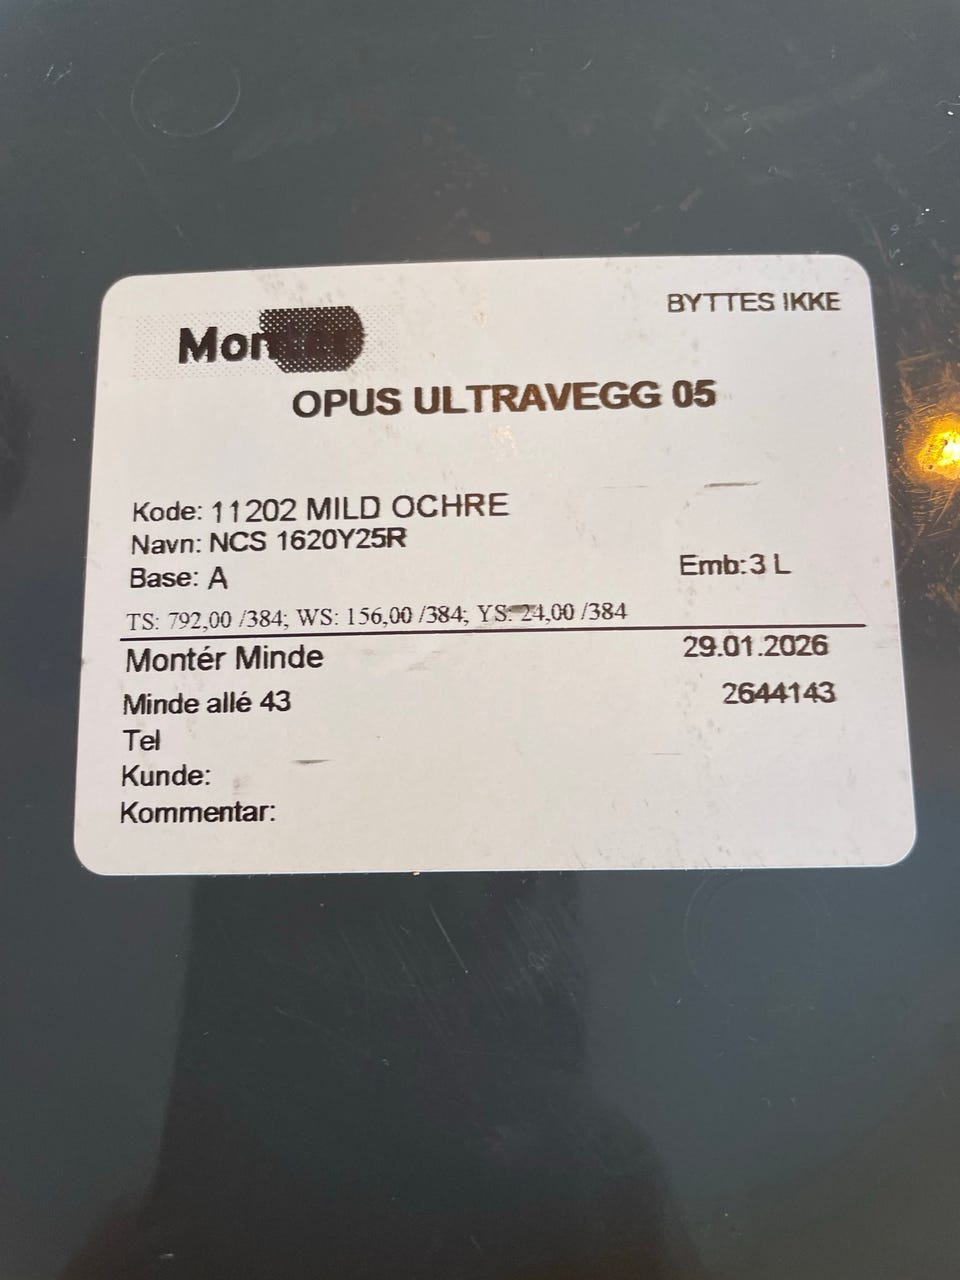 Montér
BYTTES IKKE
OPUS ULTRAVEGG 05
Kode: 11202 MILD OCHRE
Navn: NCS 1620Y25R
Base: A
Emb:3 L
TS: 792,00 /384; WS: 156,00 /384; YS: 24,00 /384
Montér Minde
29.01.2026
Minde allé 43
2644143
Tel
Kunde:
Kommentar: